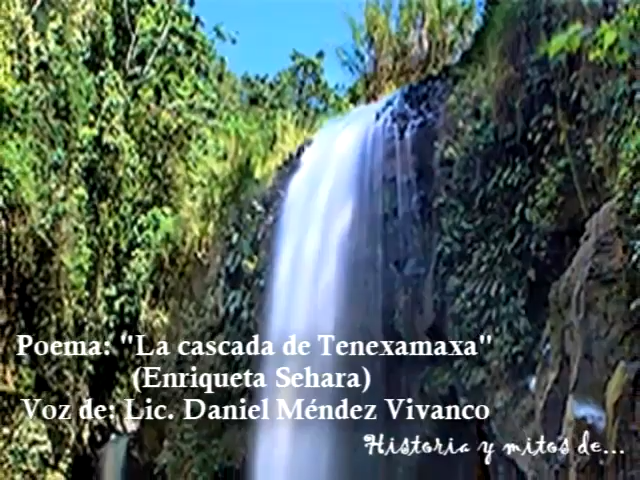 Poema: "La cascada de Tenexamaxa"
(Enriqueta Sehara)
Voz de: Lic. Daniel Méndez Vivanco
Historia y mitos de...